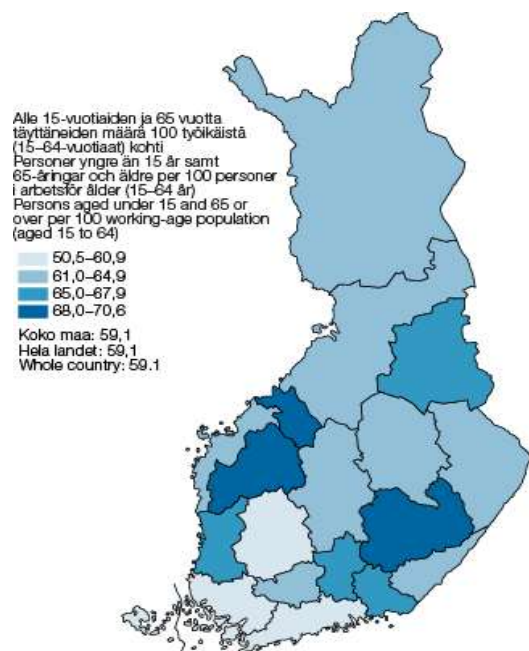 Alle 15-vuotiaiden ja 65 vuotta
täyttäneiden määrä 100 työikäistä
(15–64-vuotiaat) kohti
Personer yngre än 15 år samt
65-åringar och äldre per 100 personer
i arbetsför ålder (15–64 år)
Persons aged under 15 and 65 or
over per 100 working-age population
(aged 15 to 64)
50,5–60,9
61,0–64,9
65,0–67,9
68,0–70,6
Koko maa: 59,1
Hela landet: 59,1
Whole country: 59.1